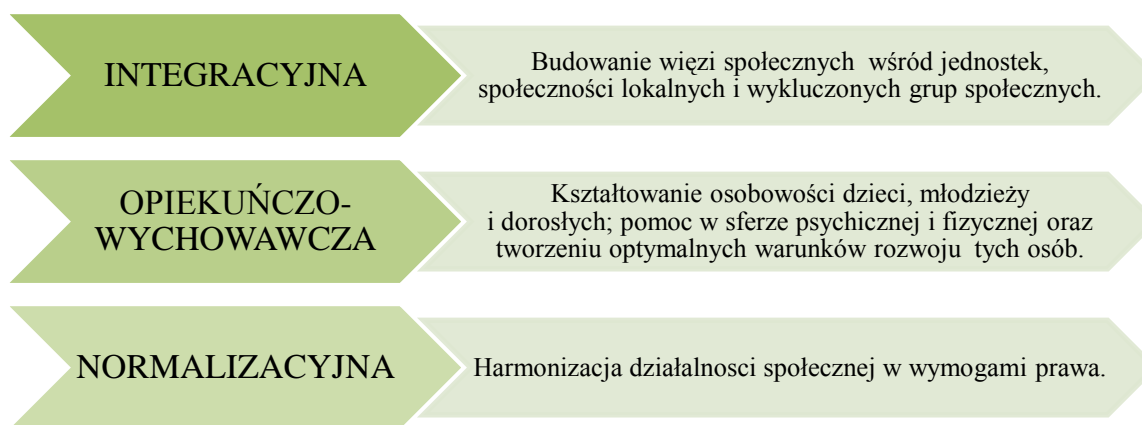 INTEGRACYJNA
Budowanie więzi społecznych wśród jednostek,
społeczności lokalnych i wykluczonych grup społecznych.
OPIEKUŃCZO-
WYCHOWAWCZA
Kształtowanie osobowości dzieci, młodzieży
i dorosłych; pomoc w sferze psychicznej i fizycznej oraz
tworzeniu optymalnych warunków rozwoju tych osób.
NORMALIZACYJNA
Harmonizacja działalnosci społecznej w wymogami prawa.